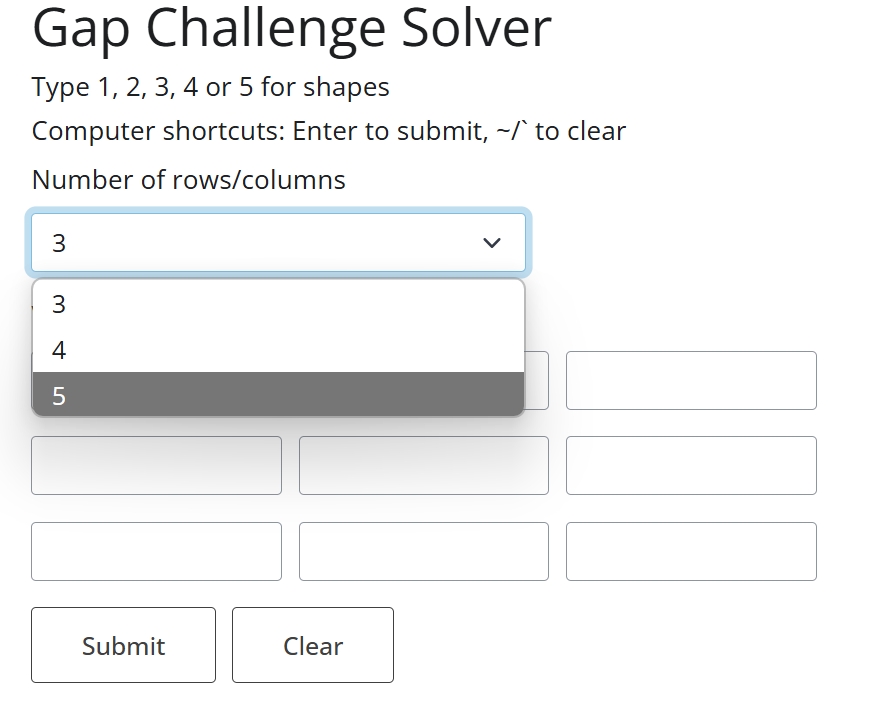 Gap Challenge Solver
Type 1, 2, 3, 4 or 5 for shapes
Computer shortcuts: Enter to submit, ~/` to clear
Number of rows/columns
3
3
4
5
Submit Clear